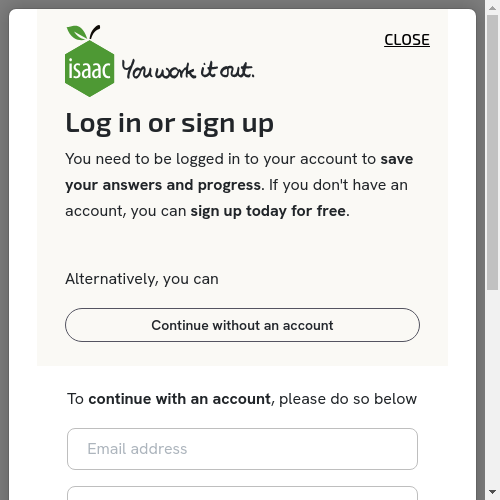 CLOSE
isaac You work it out.
Log in or sign up
You need to be logged in to your account to save
your answers and progress. If you don't have an
account, you can sign up today for free.
Alternatively, you can
Continue without an account
To continue with an account, please do so below
Email address